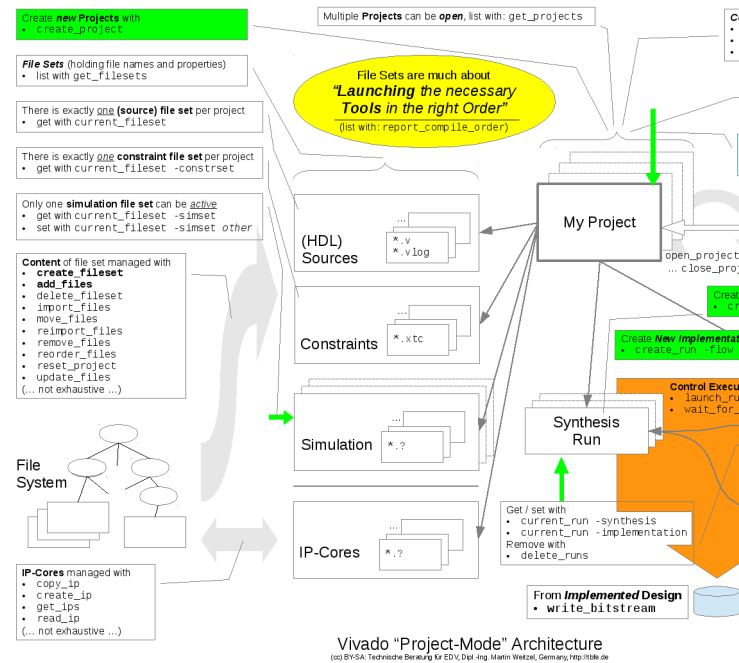 Create new Projects with
• create_project
Multiple Projects can be open, list with: get_projects
File Sets (holding file names and properties)
• list with get_filesets
There is exactly one (source) file set per project
• get with current_fileset
There is exactly one constraint file set per project
• get with current_fileset -constrset
Only one simulation file set can be active
• get with current_fileset -simset
• set with current_fileset -simset other
Content of file set managed with
• create_fileset
• add_files
• delete_fileset
• import_files
• move_files
• reimport_files
• remove_files
• reorder_files
• reset_project
• update_files
(... not exhaustive ...)
File Sets are much about
“Launching the necessary
Tools in the right Order”
(list with: report_compile_order)
(HDL)
Sources
...
*.v
*.vlog
Constraints
*.xtc
Simulation
*.?
IP-Cores
...
*.?
My Project
open_project
... close_proj
Creat
• cr
Create New Implementat
• create_run -flow
Control Execu
• launch_ru
• wait_for_
Synthesis
Run
Get / set with
• current_run -synthesis
• current_run -implementation
Remove with
• delete_runs
File
System
IP-Cores managed with
• copy_ip
• create_ip
• get_ips
• read_ip
(... not exhaustive ...)
From Implemented Design
• write_bitstream
Vivado “Project-Mode” Architecture
(cc) BY-SA: Technische Beratung für EDV, Dipl.-Ing. Martin Weitzel, Germany, http://tbfe.de